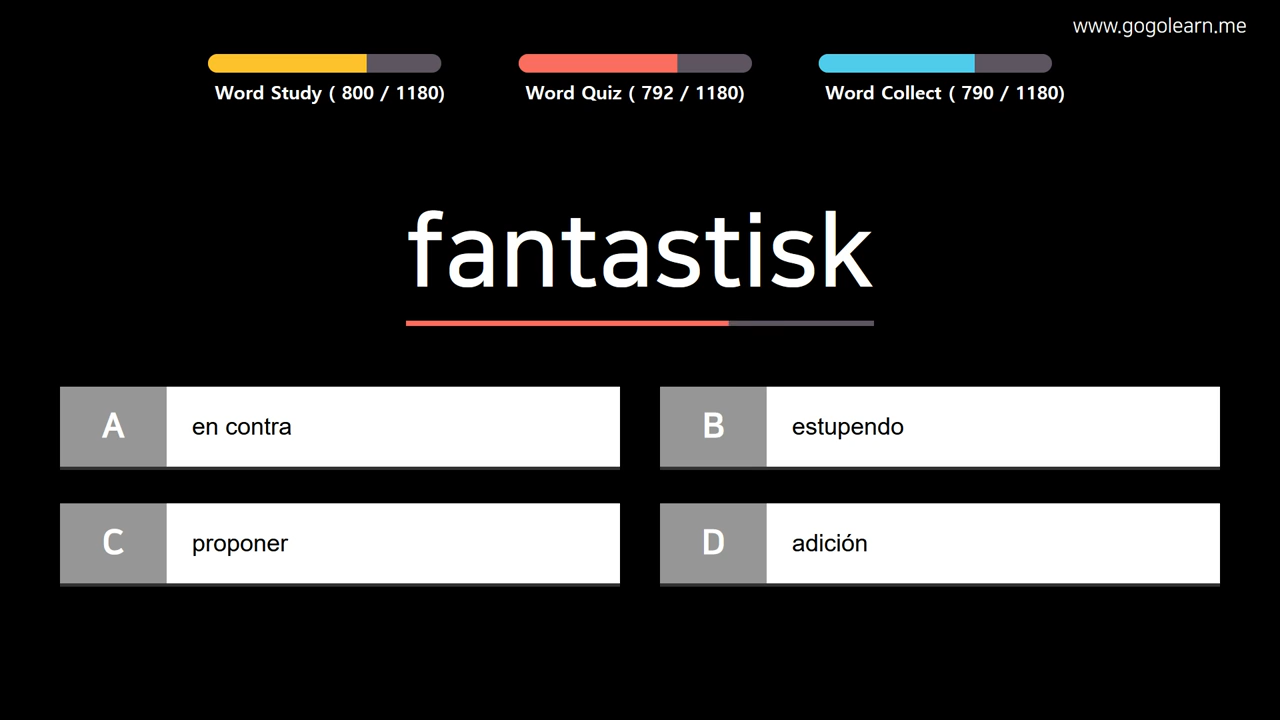 www.gogolearn.me
Word Study ( 800 / 1180)
Word Quiz ( 792 / 1180)
Word Collect ( 790 / 1180)
fantastisk
A
en contra
B
estupendo
C
proponer
D
adición